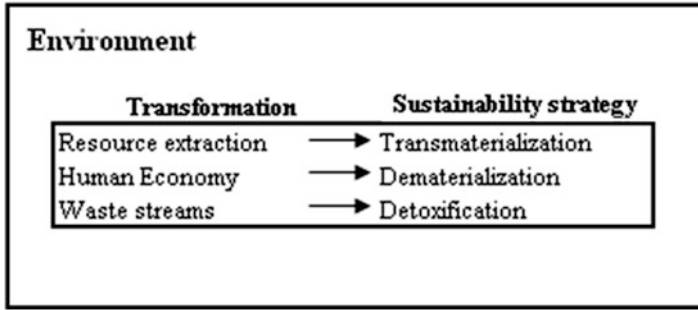 Environment
Transformation Sustainability strategy
Resource extraction Transmaterialization
Human Economy Dematerialization
Waste streams Detoxification